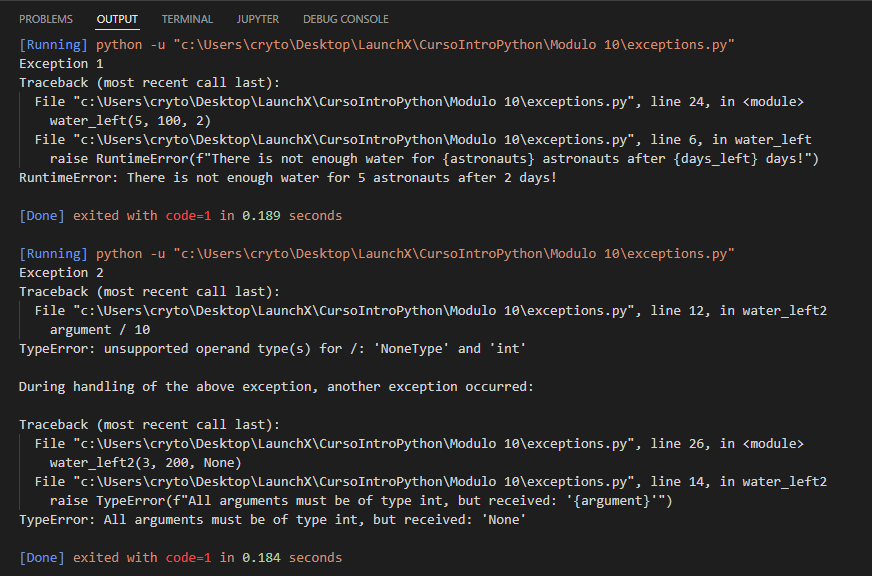 PROBLEMS OUTPUT TERMINAL JUPYTER DEBUG CONSOLE
[Running] python -u "c:\Users\cryto\Desktop\LaunchX\CursoIntroPython\Modulo 10\exceptions.py"
Exception 1
Traceback (most recent call last):
  File "c:\Users\cryto\Desktop\LaunchX\CursoIntroPython\Modulo 10\exceptions.py", line 24, in <module>
    water_left(5, 100, 2)
  File "c:\Users\cryto\Desktop\LaunchX\CursoIntroPython\Modulo 10\exceptions.py", line 6, in water_left
    raise RuntimeError(f"There is not enough water for {astronauts} astronauts after {days_left} days!")
RuntimeError: There is not enough water for 5 astronauts after 2 days!
[Done] exited with code=1 in 0.189 seconds
[Running] python -u "c:\Users\cryto\Desktop\LaunchX\CursoIntroPython\Modulo 10\exceptions.py"
Exception 2
Traceback (most recent call last):
  File "c:\Users\cryto\Desktop\LaunchX\CursoIntroPython\Modulo 10\exceptions.py", line 12, in water_left2
    argument / 10
TypeError: unsupported operand type(s) for /: 'NoneType' and 'int'
During handling of the above exception, another exception occurred:
Traceback (most recent call last):
  File "c:\Users\cryto\Desktop\LaunchX\CursoIntroPython\Modulo 10\exceptions.py", line 26, in <module>
    water_left2(3, 200, None)
  File "c:\Users\cryto\Desktop\LaunchX\CursoIntroPython\Modulo 10\exceptions.py", line 14, in water_left2
    raise TypeError(f"All arguments must be of type int, but received: '{argument}'")
TypeError: All arguments must be of type int, but received: 'None'
[Done] exited with code=1 in 0.184 seconds